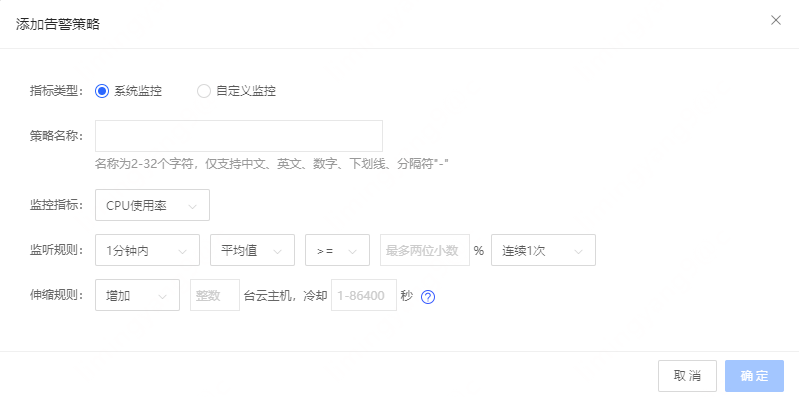 添加告警策略
指标类型： 系统监控 自定义监控
策略名称：
名称为2-32个字符，仅支持中文、英文、数字、下划线、分隔符"-"
监控指标： CPU使用率
监听规则： 1分钟内 平均值 >= 最多两位小数 % 连续1次
伸缩规则： 增加 整数 台云主机，冷却 1-86400 秒 ?
取消 确定